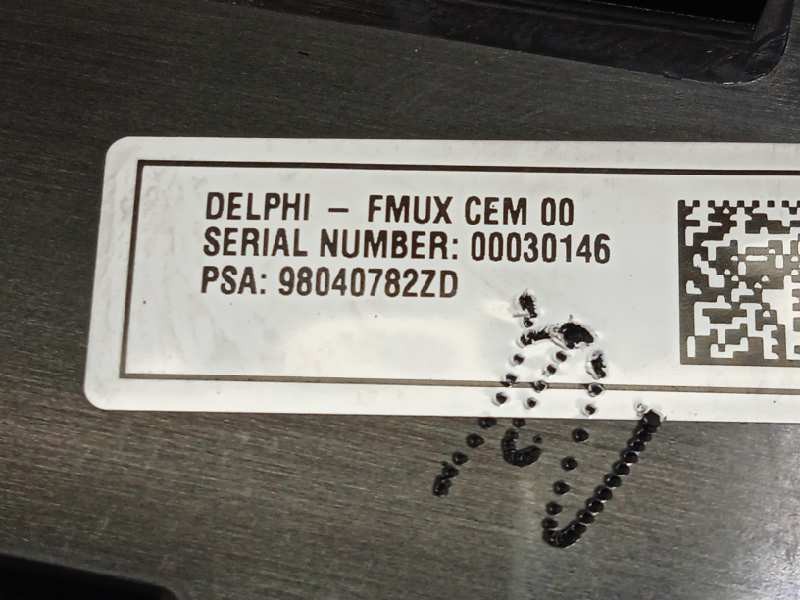 DELPHI – FMUX CEM 00
SERIAL NUMBER: 00030146
PSA: 98040782ZD